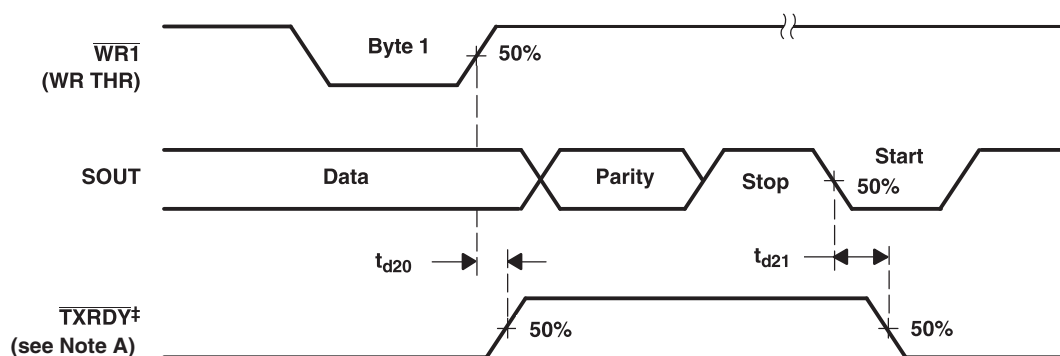 WR1
(WR THR)
Byte 1
50%
SOUT
Data
Parity
Stop
Start
50%
td20
td21
TXRDY‡
(see Note A)
50%
50%